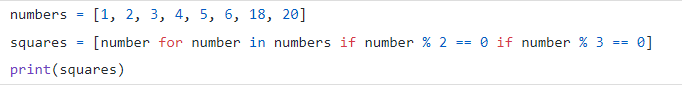 numbers = [1, 2, 3, 4, 5, 6, 18, 20]
squares = [number for number in numbers if number % 2 == 0 if number % 3 == 0]
print(squares)